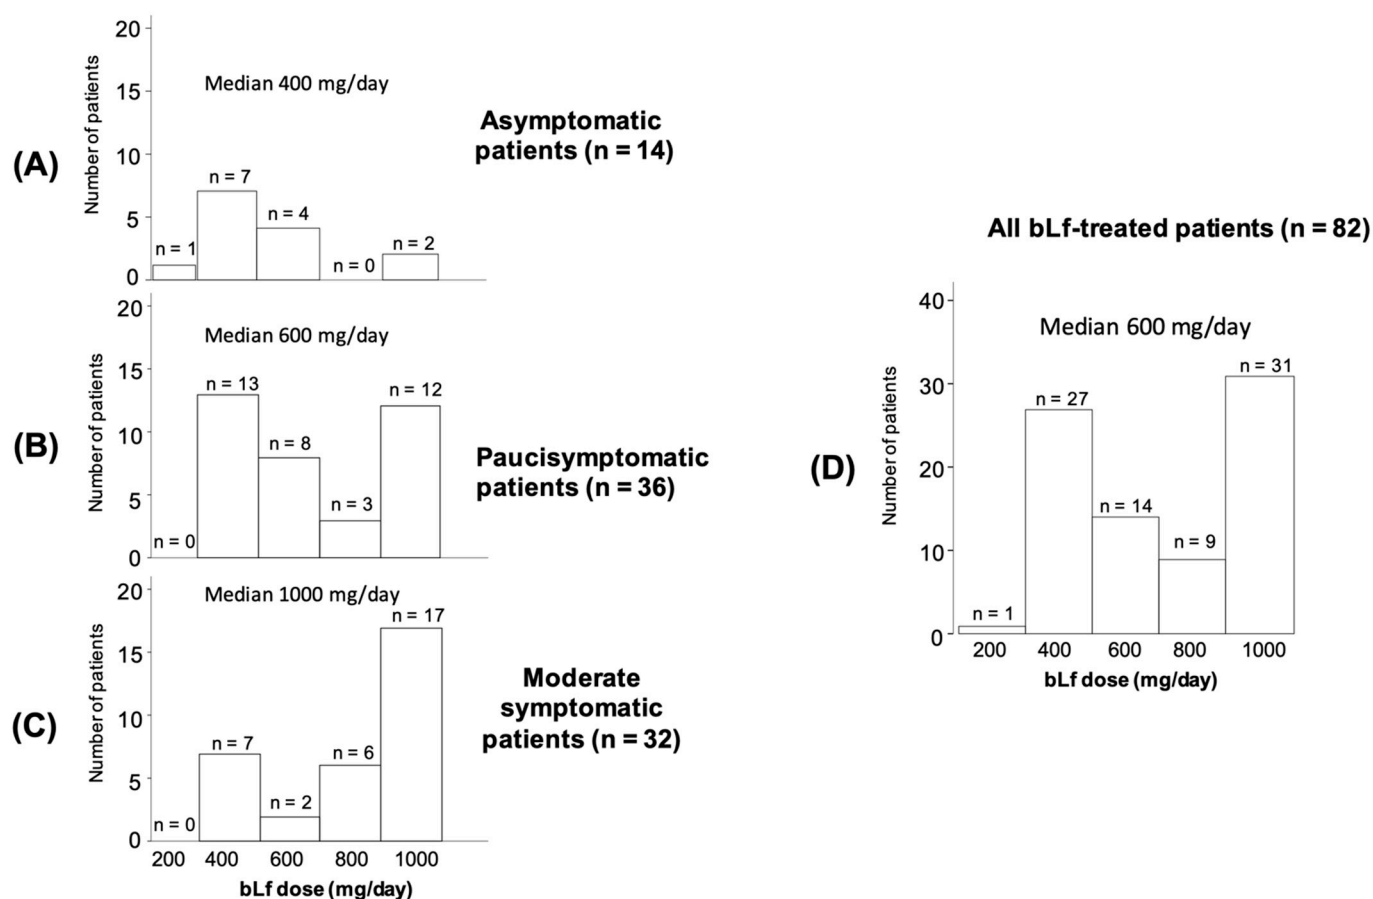 (A)
Number of patients
20
15
10
5
0
Median 400 mg/day
n = 1
n = 7
n = 4
n = 0
n = 2
Asymptomatic
patients (n = 14)
(B)
Number of patients
20
15
10
5
0
Median 600 mg/day
n = 0
n = 13
n = 8
n = 3
n = 12
Paucisymptomatic
patients (n = 36)
(C)
Number of patients
20
15
10
5
0
Median 1000 mg/day
n = 0
n = 7
n = 2
n = 6
n = 17
200 400 600 800 1000
bLf dose (mg/day)
Moderate
symptomatic
patients (n = 32)
All bLf-treated patients (n = 82)
(D)
Number of patients
40
30
20
10
0
Median 600 mg/day
n = 1
n = 27
n = 14
n = 9
n = 31
200 400 600 800 1000
bLf dose (mg/day)